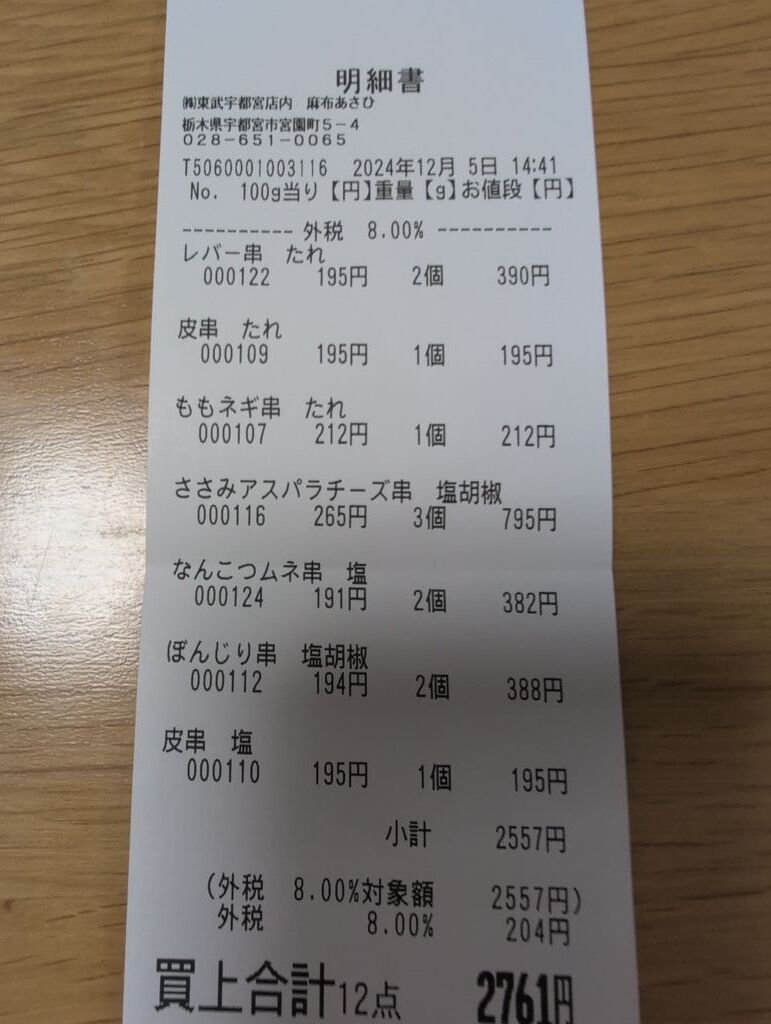 明細書
㈱東武宇都宮店内　麻布あさひ
栃木県宇都宮市宮園町５－４
０２８－６５１－００６５
T5060001003116　2024年12月 5日 14:41
No.　100g当り【円】重量【g】お値段【円】
---------- 外税　8.00% ----------
レバー串　たれ
000122　195円　2個　390円
皮串　たれ
000109　195円　1個　195円
ももネギ串　たれ
000107　212円　1個　212円
ささみアスパラチーズ串　塩胡椒
000116　265円　3個　795円
なんこつムネ串　塩
000124　191円　2個　382円
ぼんじり串　塩胡椒
000112　194円　2個　388円
皮串　塩
000110　195円　1個　195円
小計　2557円
(外税　8.00%対象額　2557円)
外税　8.00%　204円
買上合計12点　2761円